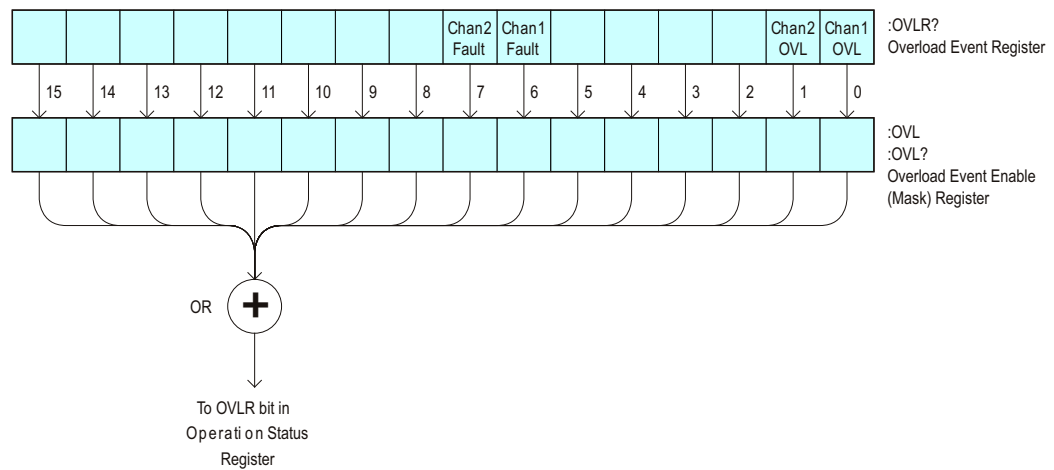 Chan2 Fault
Chan1 Fault
Chan2 OVL
Chan1 OVL
:OVLR?
Overload Event Register
15 14 13 12 11 10 9 8 7 6 5 4 3 2 1 0
:OVL
:OVL?
Overload Event Enable
(Mask) Register
OR
+
To OVLR bit in
Operation Status
Register